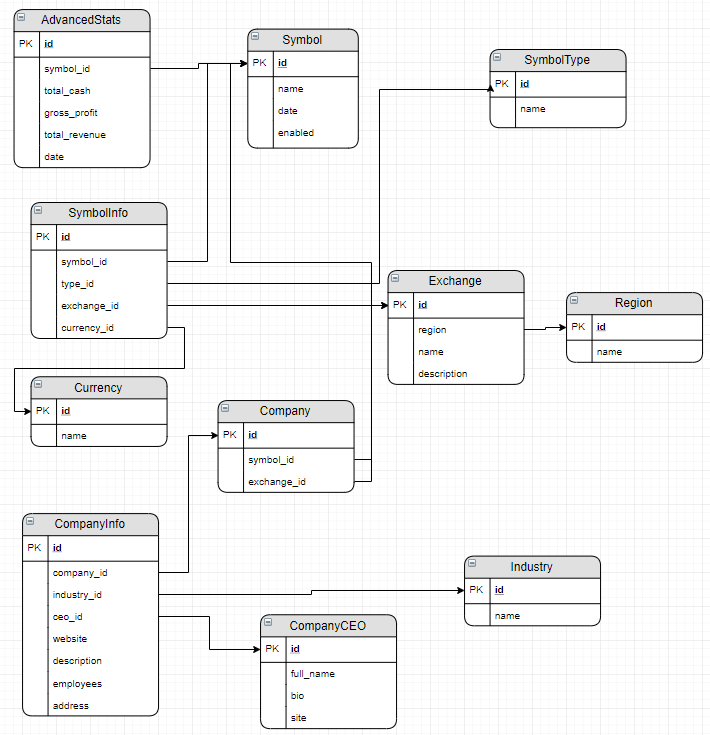 AdvancedStats
PK id
symbol_id
total_cash
gross_profit
total_revenue
date
Symbol
PK id
name
date
enabled
SymbolType
PK id
name
SymbolInfo
PK id
symbol_id
type_id
exchange_id
currency_id
Exchange
PK id
region
name
description
Region
PK id
name
Currency
PK id
name
Company
PK id
symbol_id
exchange_id
CompanyInfo
PK id
company_id
industry_id
ceo_id
website
description
employees
address
Industry
PK id
name
CompanyCEO
PK id
full_name
bio
site